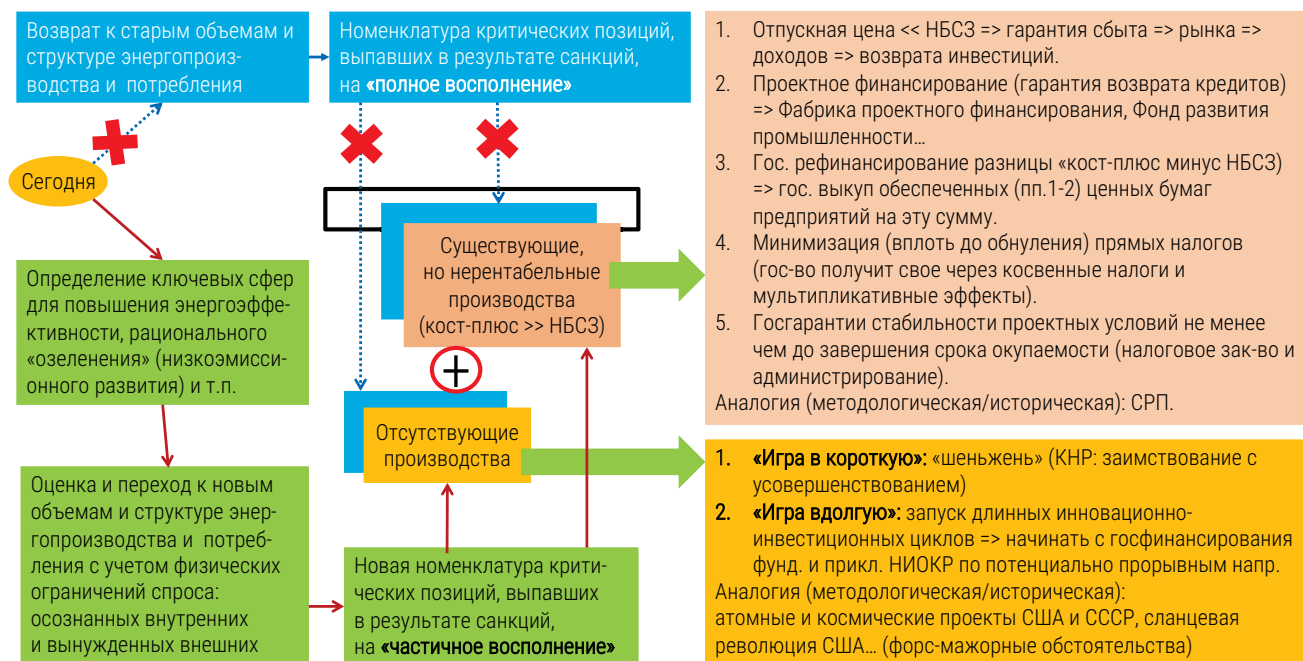 Возврат к старым объемам и
структуре энергопроиз-
водства и потребления
Номенклатура критических позиций,
выпавших в результате санкций,
на «полное восполнение»
Сегодня
Определение ключевых сфер
для повышения энергоэффе-
ктивности, рационального
«озеленения» (низкоэмисси-
онного развития) и т.п.
Оценка и переход к новым
объемам и структуре энер-
гопроизводства и потреб-
ления с учетом физических
ограничений спроса:
осознанных внутренних
и вынужденных внешних
Существующие,
но нерентабельные
производства
(кост-плюс >> НБСЗ)
+
Отсутствующие
производства
Новая номенклатура крити-
ческих позиций, выпавших
в результате санкций,
на «частичное восполнение»
1. Отпускная цена << НБСЗ => гарантия сбыта => рынка =>
доходов => возврата инвестиций.
2. Проектное финансирование (гарантия возврата кредитов)
=> Фабрика проектного финансирования, Фонд развития
промышленности…
3. Гос. рефинансирование разницы «кост-плюс минус НБСЗ)
=> гос. выкуп обеспеченных (пп.1-2) ценных бумаг
предприятий на эту сумму.
4. Минимизация (вплоть до обнуления) прямых налогов
(гос-во получит свое через косвенные налоги и
мультипликативные эффекты).
5. Госгарантии стабильности проектных условий не менее
чем до завершения срока окупаемости (налоговое зак-во и
администрирование).
Аналогия (методологическая/историческая): СРП.
1. «Игра в короткую»: «шеньжень» (КНР: заимствование с
усовершенствованием)
2. «Игра вдолгую»: запуск длинных инновационно-
инвестиционных циклов => начинать с госфинансирования
фунд. и прикл. НИОКР по потенциально прорывным напр.
Аналогия (методологическая/историческая):
атомные и космические проекты США и СССР, сланцевая
революция США… (форс-мажорные обстоятельства)